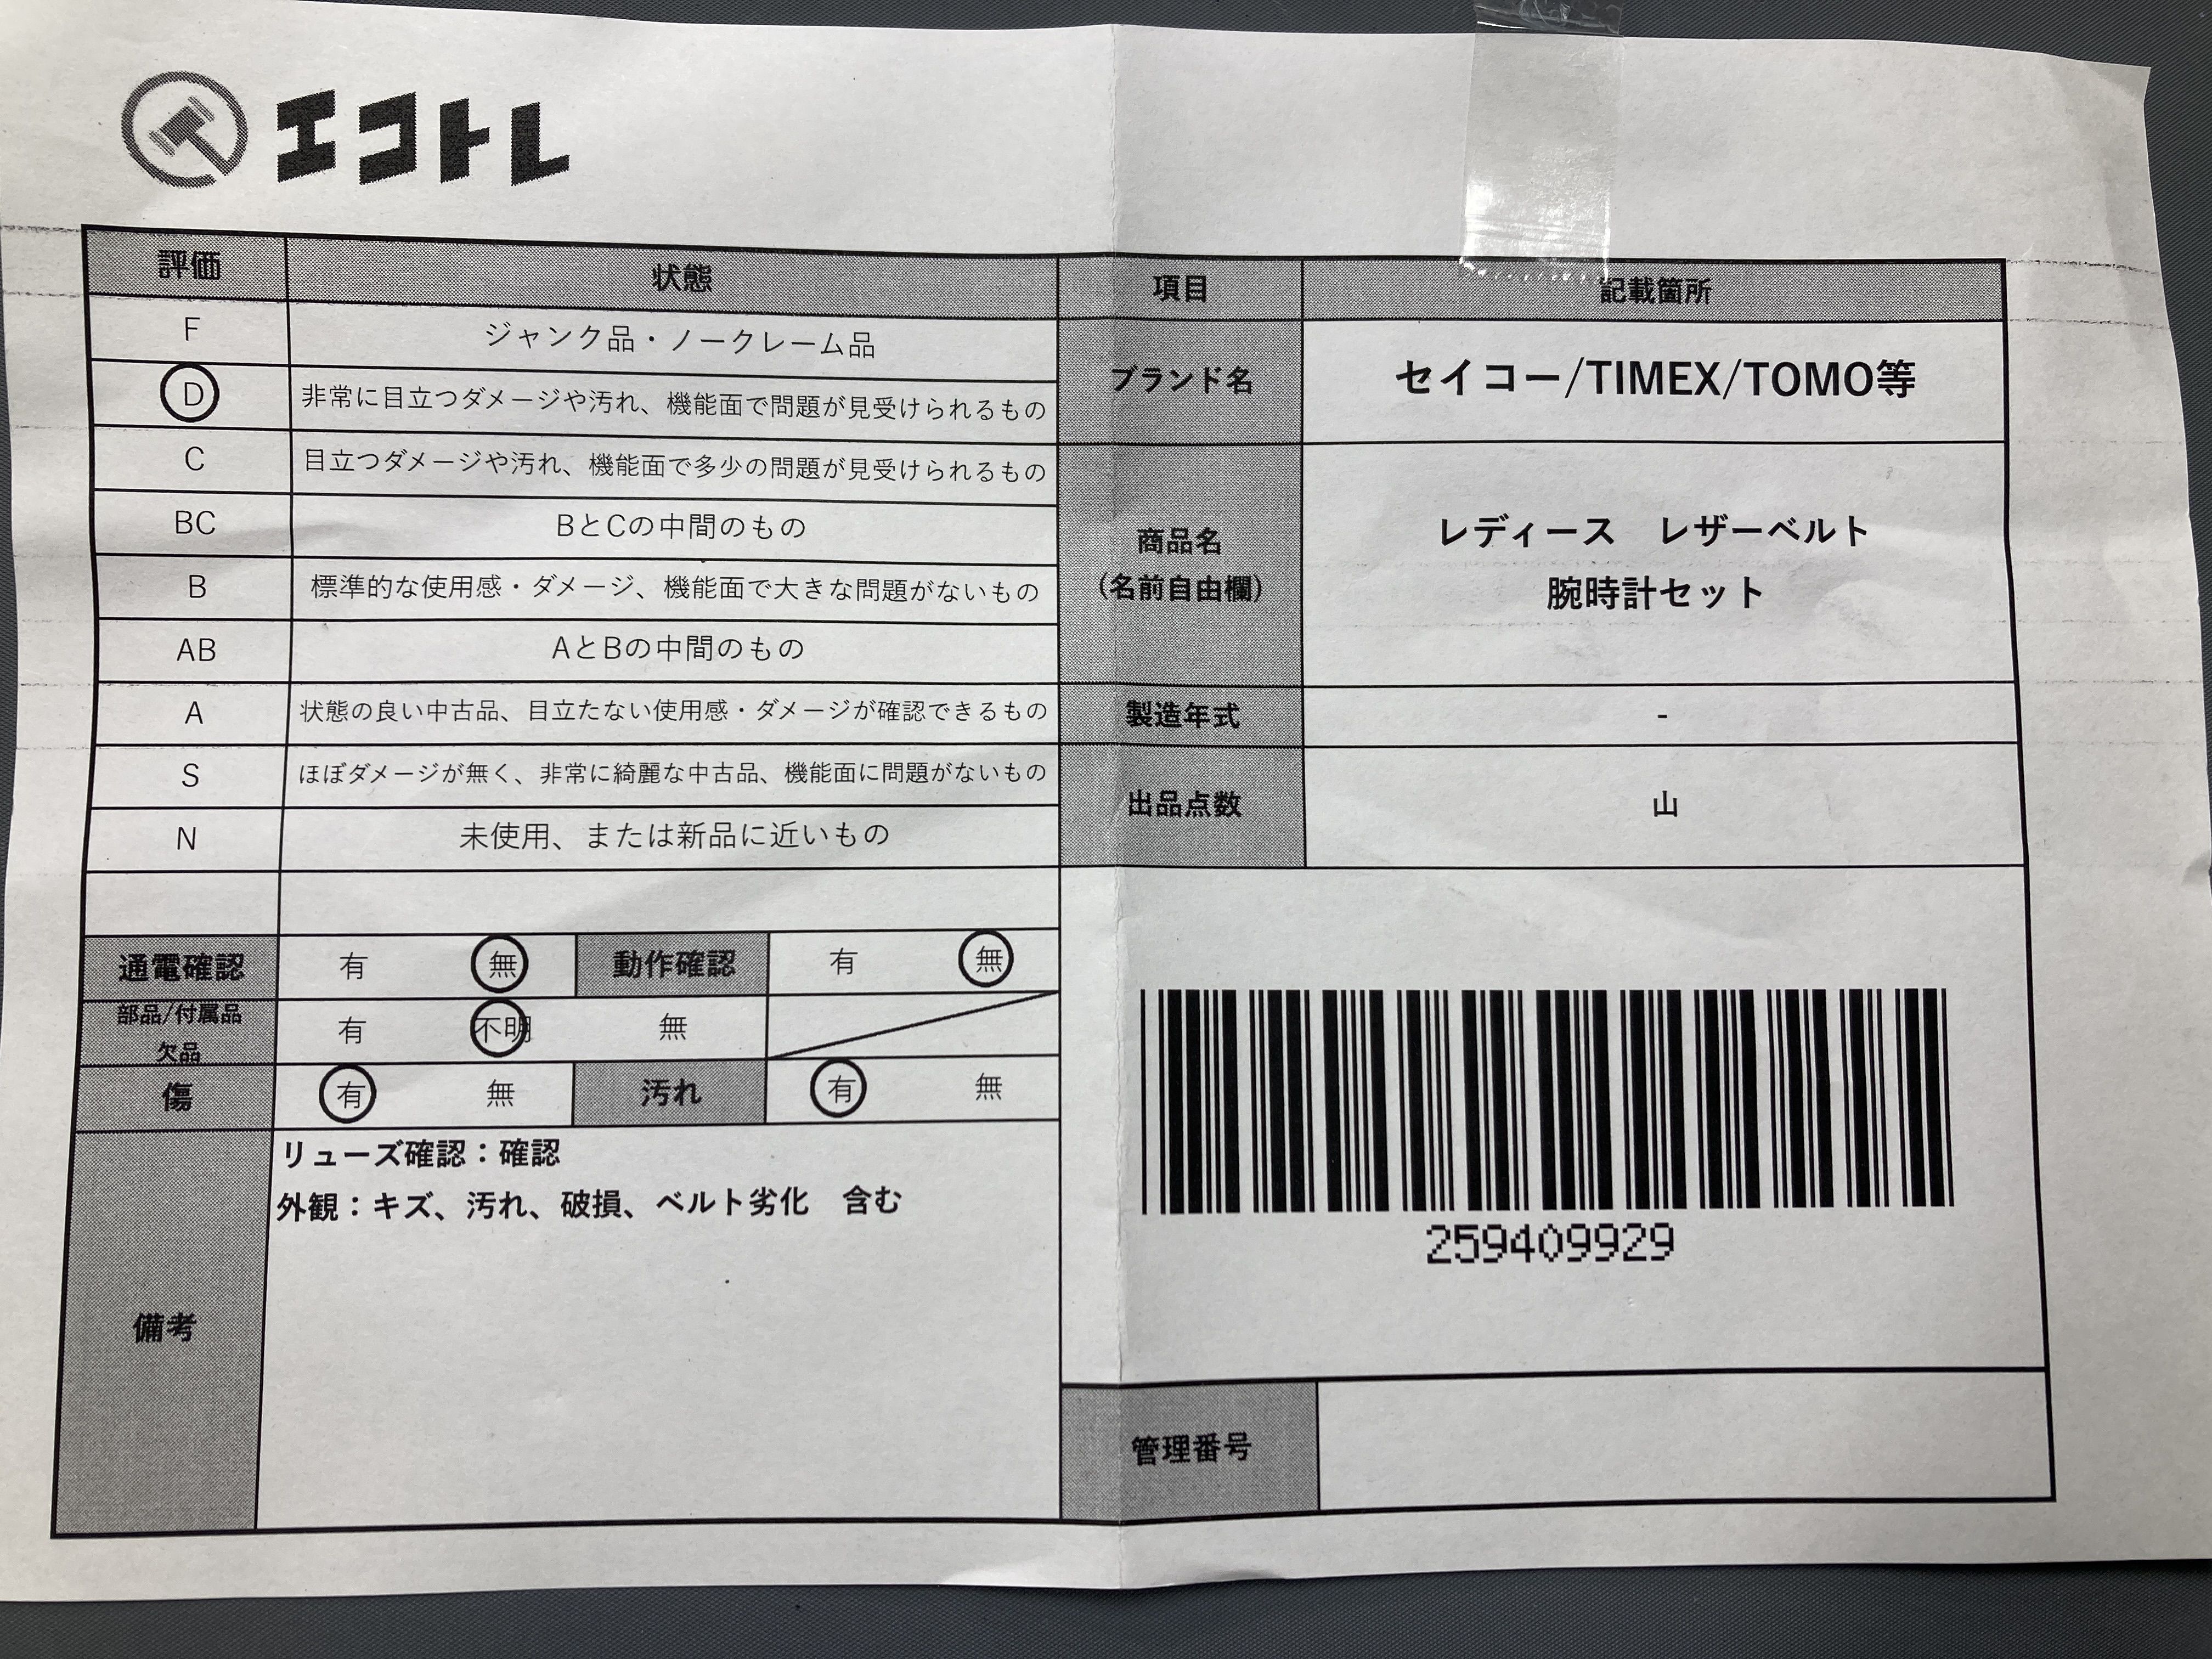 エコトレ
評価 状態
F ジャンク品・ノークレーム品
D 非常に目立つダメージや汚れ、機能面で問題が見受けられるもの
C 目立つダメージや汚れ、機能面で多少の問題が見受けられるもの
BC BとCの中間のもの
B 標準的な使用感・ダメージ、機能面で大きな問題がないもの
AB AとBの中間のもの
A 状態の良い中古品、目立たない使用感・ダメージが確認できるもの
S ほぼダメージが無く、非常に綺麗な中古品、機能面に問題がないもの
N 未使用、または新品に近いもの
通電確認 有 無 動作確認 有 無
部品/付属品
欠品
有 不明 無
傷 有 無 汚れ 有 無
備考
リューズ確認：確認
外観：キズ、汚れ、破損、ベルト劣化 含む
項目 記載箇所
ブランド名 セイコー/TIMEX/TOMO等
商品名
(名前自由欄)
レディース レザーベルト
腕時計セット
製造年式 -
出品点数 山
259409929
管理番号